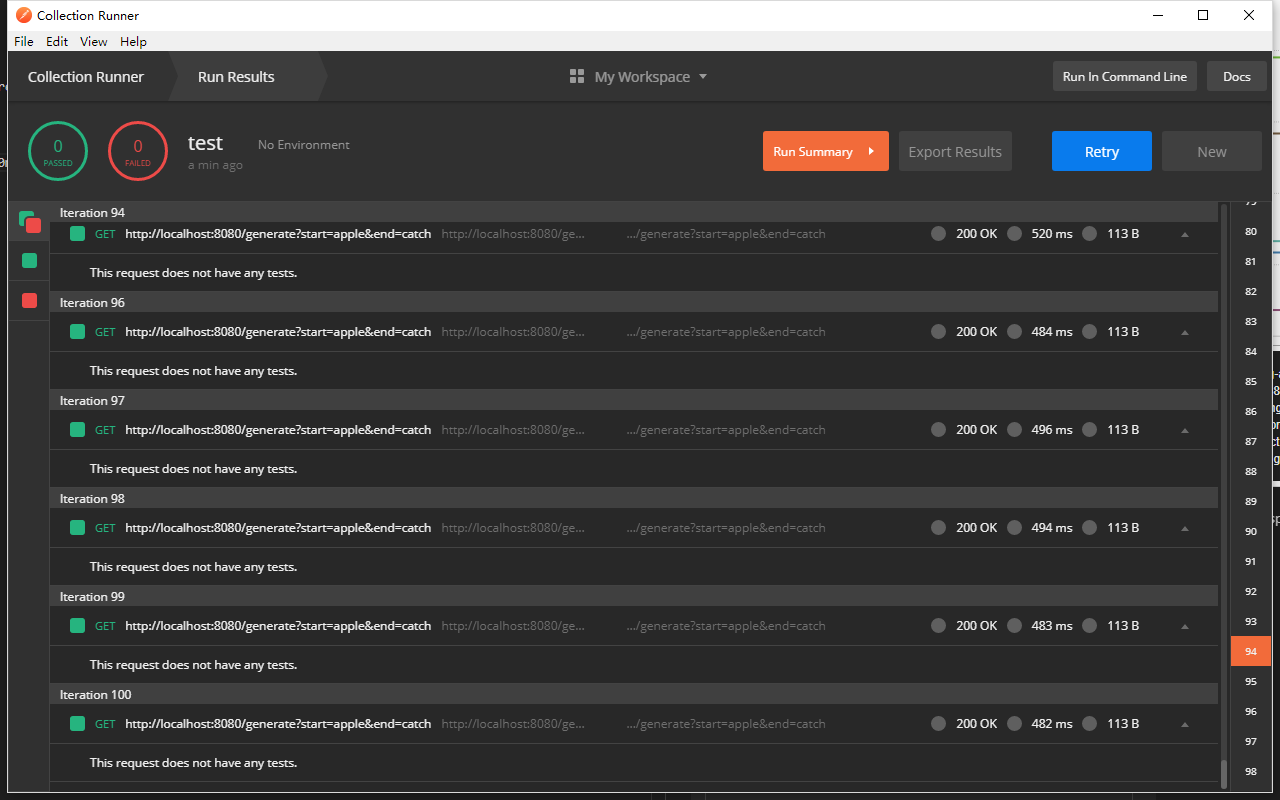 Collection Runner
File Edit View Help
Collection Runner Run Results My Workspace Run In Command Line Docs
0 PASSED
0 FAILED
test No Environment
a min ago
Run Summary Export Results Retry New
Iteration 94
GET http://localhost:8080/generate?start=apple&end=catch http://localhost:8080/ge... .../generate?start=apple&end=catch 200 OK 520 ms 113 B
This request does not have any tests.
Iteration 96
GET http://localhost:8080/generate?start=apple&end=catch http://localhost:8080/ge... .../generate?start=apple&end=catch 200 OK 484 ms 113 B
This request does not have any tests.
Iteration 97
GET http://localhost:8080/generate?start=apple&end=catch http://localhost:8080/ge... .../generate?start=apple&end=catch 200 OK 496 ms 113 B
This request does not have any tests.
Iteration 98
GET http://localhost:8080/generate?start=apple&end=catch http://localhost:8080/ge... .../generate?start=apple&end=catch 200 OK 494 ms 113 B
This request does not have any tests.
Iteration 99
GET http://localhost:8080/generate?start=apple&end=catch http://localhost:8080/ge... .../generate?start=apple&end=catch 200 OK 483 ms 113 B
This request does not have any tests.
Iteration 100
GET http://localhost:8080/generate?start=apple&end=catch http://localhost:8080/ge... .../generate?start=apple&end=catch 200 OK 482 ms 113 B
This request does not have any tests.
80
81
82
83
84
85
86
87
88
89
90
91
92
93
94
95
96
97
98